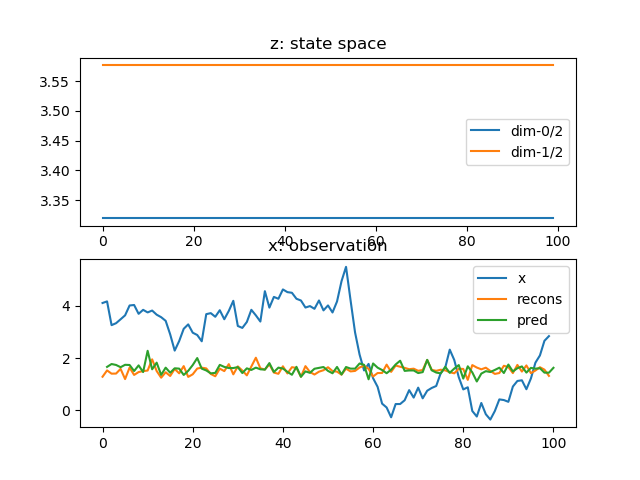 z: state space
3.55
3.50
3.45
3.40
3.35
dim-0/2
dim-1/2
0 20 40 60 80 100
x: observation
4
2
0
x
recons
pred
0 20 40 60 80 100